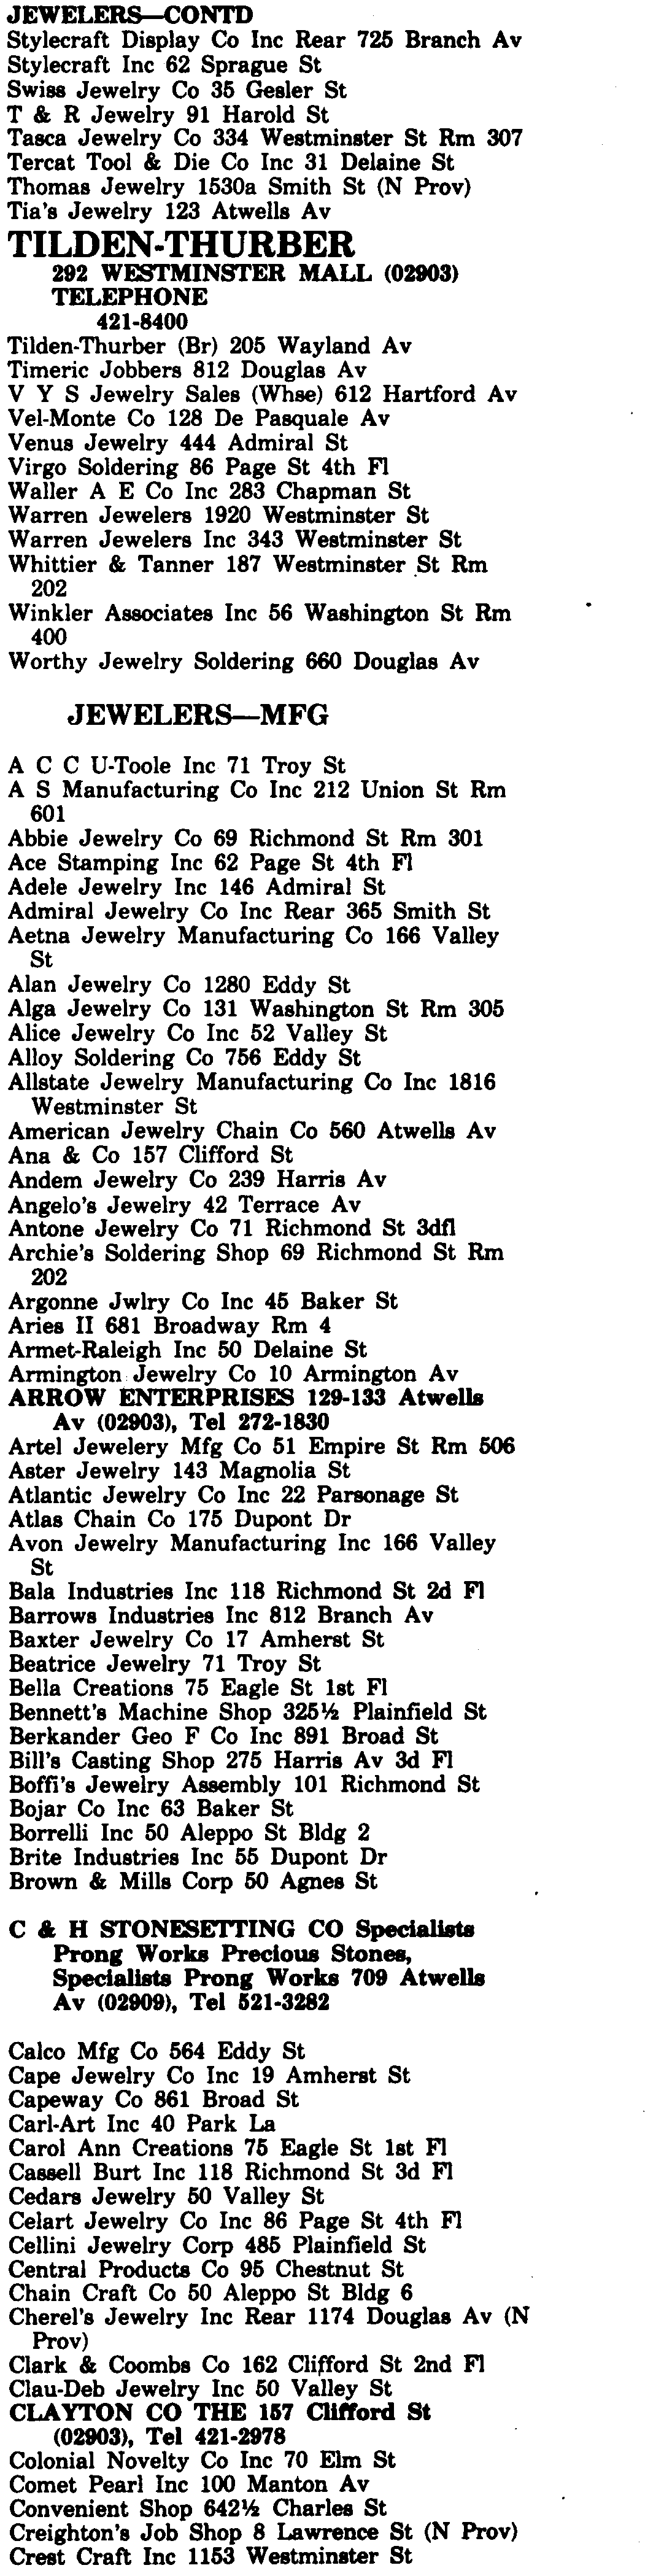 JEWELERS—CONTD
Stylecraft Display Co Inc Rear 725 Branch Av
Stylecraft Inc 62 Sprague St
Swiss Jewelry Co 35 Gesler St
T & R Jewelry 91 Harold St
Tasca Jewelry Co 334 Westminster St Rm 307
Tercat Tool & Die Co Inc 31 Delaine St
Thomas Jewelry 1530a Smith St (N Prov)
Tia's Jewelry 123 Atwells Av
TILDEN-THURBER
292 WESTMINSTER MALL (02903)
TELEPHONE
421-8400
Tilden-Thurber (Br) 205 Wayland Av
Timeric Jobbers 812 Douglas Av
V Y S Jewelry Sales (Whse) 612 Hartford Av
Vel-Monte Co 128 De Pasquale Av
Venus Jewelry 444 Admiral St
Virgo Soldering 86 Page St 4th Fl
Waller A E Co Inc 283 Chapman St
Warren Jewelers 1920 Westminster St
Warren Jewelers Inc 343 Westminster St
Whittier & Tanner 187 Westminster St Rm
202
Winkler Associates Inc 56 Washington St Rm
400
Worthy Jewelry Soldering 660 Douglas Av
JEWELERS—MFG
A C C U-Toole Inc 71 Troy St
A S Manufacturing Co Inc 212 Union St Rm
601
Abbie Jewelry Co 69 Richmond St Rm 301
Ace Stamping Inc 62 Page St 4th Fl
Adele Jewelry Inc 146 Admiral St
Admiral Jewelry Co Inc Rear 365 Smith St
Aetna Jewelry Manufacturing Co 166 Valley
St
Alan Jewelry Co 1280 Eddy St
Alga Jewelry Co 131 Washington St Rm 305
Alice Jewelry Co Inc 52 Valley St
Alloy Soldering Co 756 Eddy St
Allstate Jewelry Manufacturing Co Inc 1816
Westminster St
American Jewelry Chain Co 560 Atwells Av
Ana & Co 157 Clifford St
Andem Jewelry Co 239 Harris Av
Angelo's Jewelry 42 Terrace Av
Antone Jewelry Co 71 Richmond St 3dfl
Archie's Soldering Shop 69 Richmond St Rm
202
Argonne Jwlry Co Inc 45 Baker St
Aries II 681 Broadway Rm 4
Armet-Raleigh Inc 50 Delaine St
Armington Jewelry Co 10 Armington Av
ARROW ENTERPRISES 129-133 Atwells
Av (02903), Tel 272-1830
Artel Jewelery Mfg Co 51 Empire St Rm 506
Aster Jewelry 143 Magnolia St
Atlantic Jewelry Co Inc 22 Parsonage St
Atlas Chain Co 175 Dupont Dr
Avon Jewelry Manufacturing Inc 166 Valley
St
Bala Industries Inc 118 Richmond St 2d Fl
Barrows Industries Inc 812 Branch Av
Baxter Jewelry Co 17 Amherst St
Beatrice Jewelry 71 Troy St
Bella Creations 75 Eagle St 1st Fl
Bennett's Machine Shop 325½ Plainfield St
Berkander Geo F Co Inc 891 Broad St
Bill's Casting Shop 275 Harris Av 3d Fl
Boffi's Jewelry Assembly 101 Richmond St
Bojar Co Inc 63 Baker St
Borrelli Inc 50 Aleppo St Bldg 2
Brite Industries Inc 55 Dupont Dr
Brown & Mills Corp 50 Agnes St
C & H STONESETTING CO Specialists
Prong Works Precious Stones,
Specialists Prong Works 709 Atwells
Av (02909), Tel 521-3282
Calco Mfg Co 564 Eddy St
Cape Jewelry Co Inc 19 Amherst St
Capeway Co 861 Broad St
Carl-Art Inc 40 Park La
Carol Ann Creations 75 Eagle St 1st Fl
Cassell Burt Inc 118 Richmond St 3d Fl
Cedars Jewelry 50 Valley St
Celart Jewelry Co Inc 86 Page St 4th Fl
Cellini Jewelry Corp 485 Plainfield St
Central Products Co 95 Chestnut St
Chain Craft Co 50 Aleppo St Bldg 6
Cherel's Jewelry Inc Rear 1174 Douglas Av (N
Prov)
Clark & Coombs Co 162 Clifford St 2nd Fl
Clau-Deb Jewelry Inc 50 Valley St
CLAYTON CO THE 157 Clifford St
(02903), Tel 421-2978
Colonial Novelty Co Inc 70 Elm St
Comet Pearl Inc 100 Manton Av
Convenient Shop 642½ Charles St
Creighton's Job Shop 8 Lawrence St (N Prov)
Crest Craft Inc 1153 Westminster St